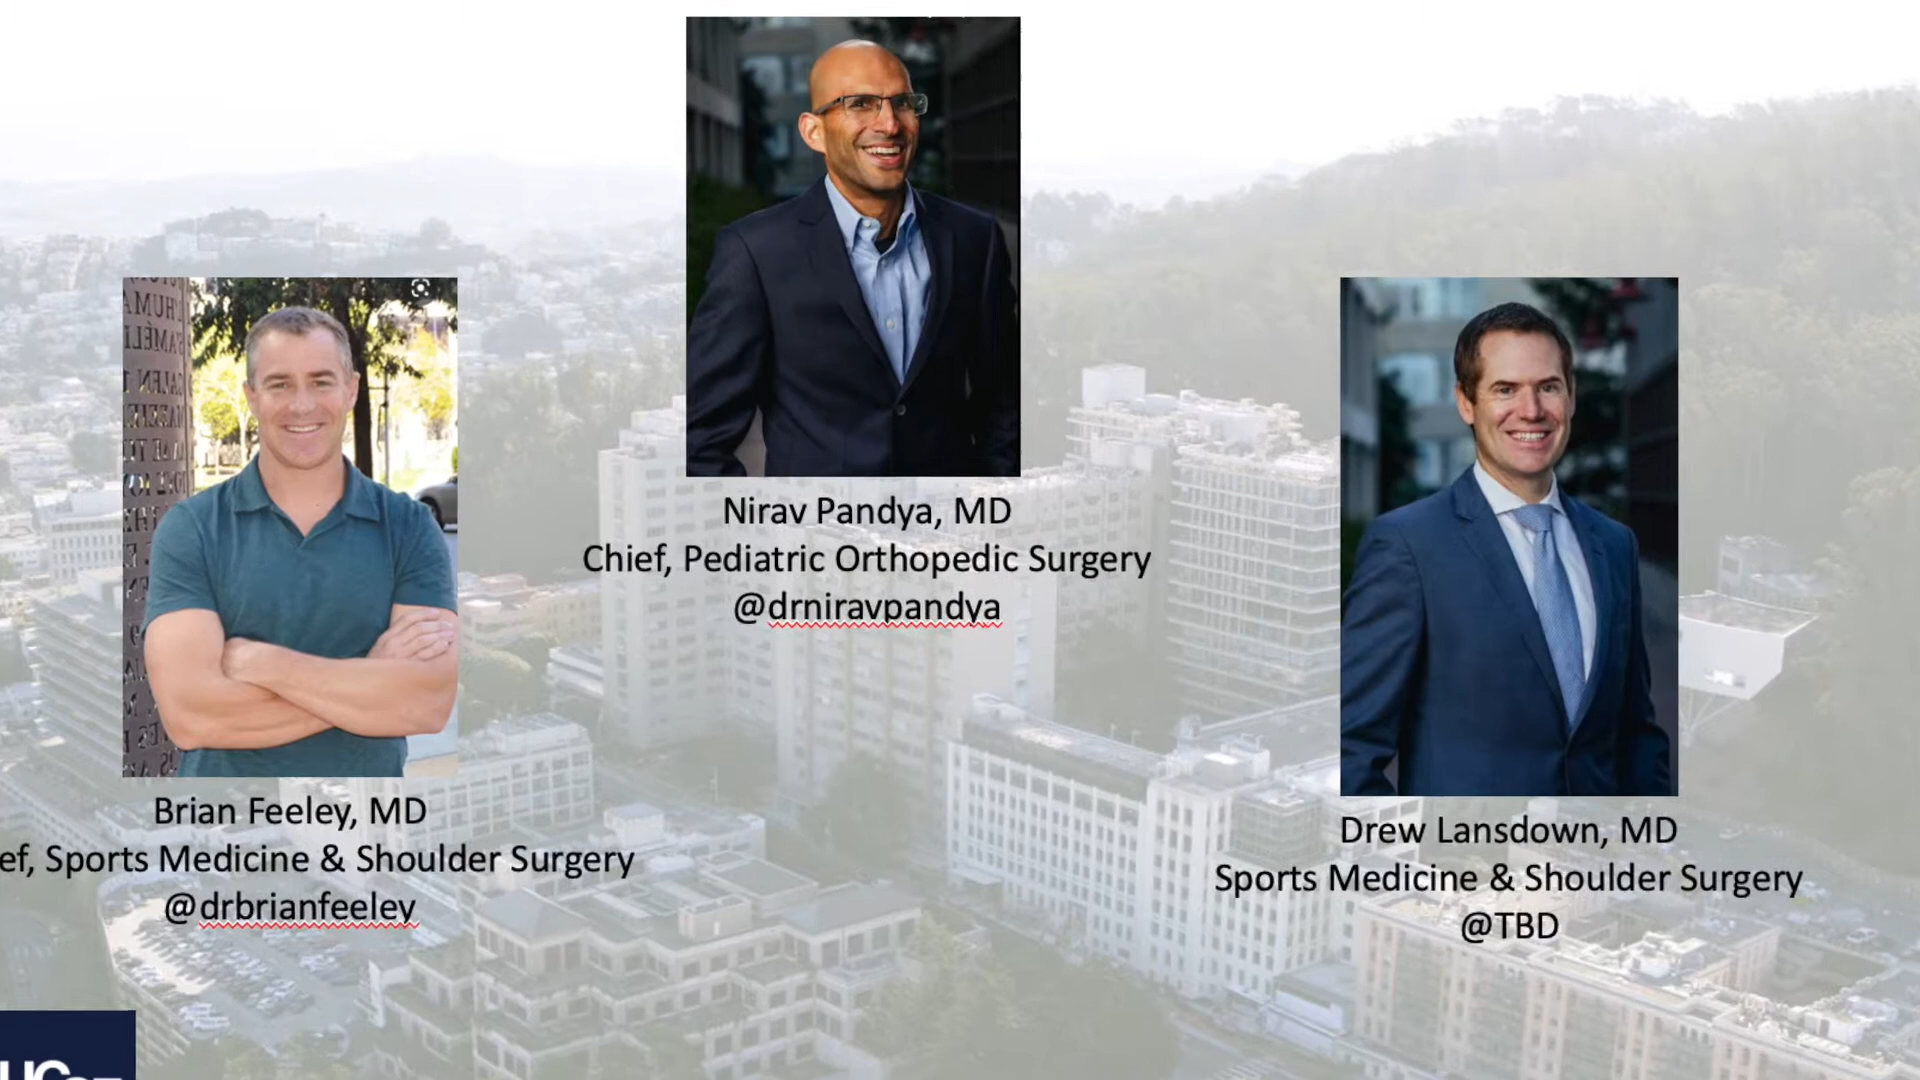 Nirav Pandya, MD
Chief, Pediatric Orthopedic Surgery
@drniravpandya
Brian Feeley, MD
ef, Sports Medicine & Shoulder Surgery
@drbrianfeeley
Drew Lansdown, MD
Sports Medicine & Shoulder Surgery
@TBD